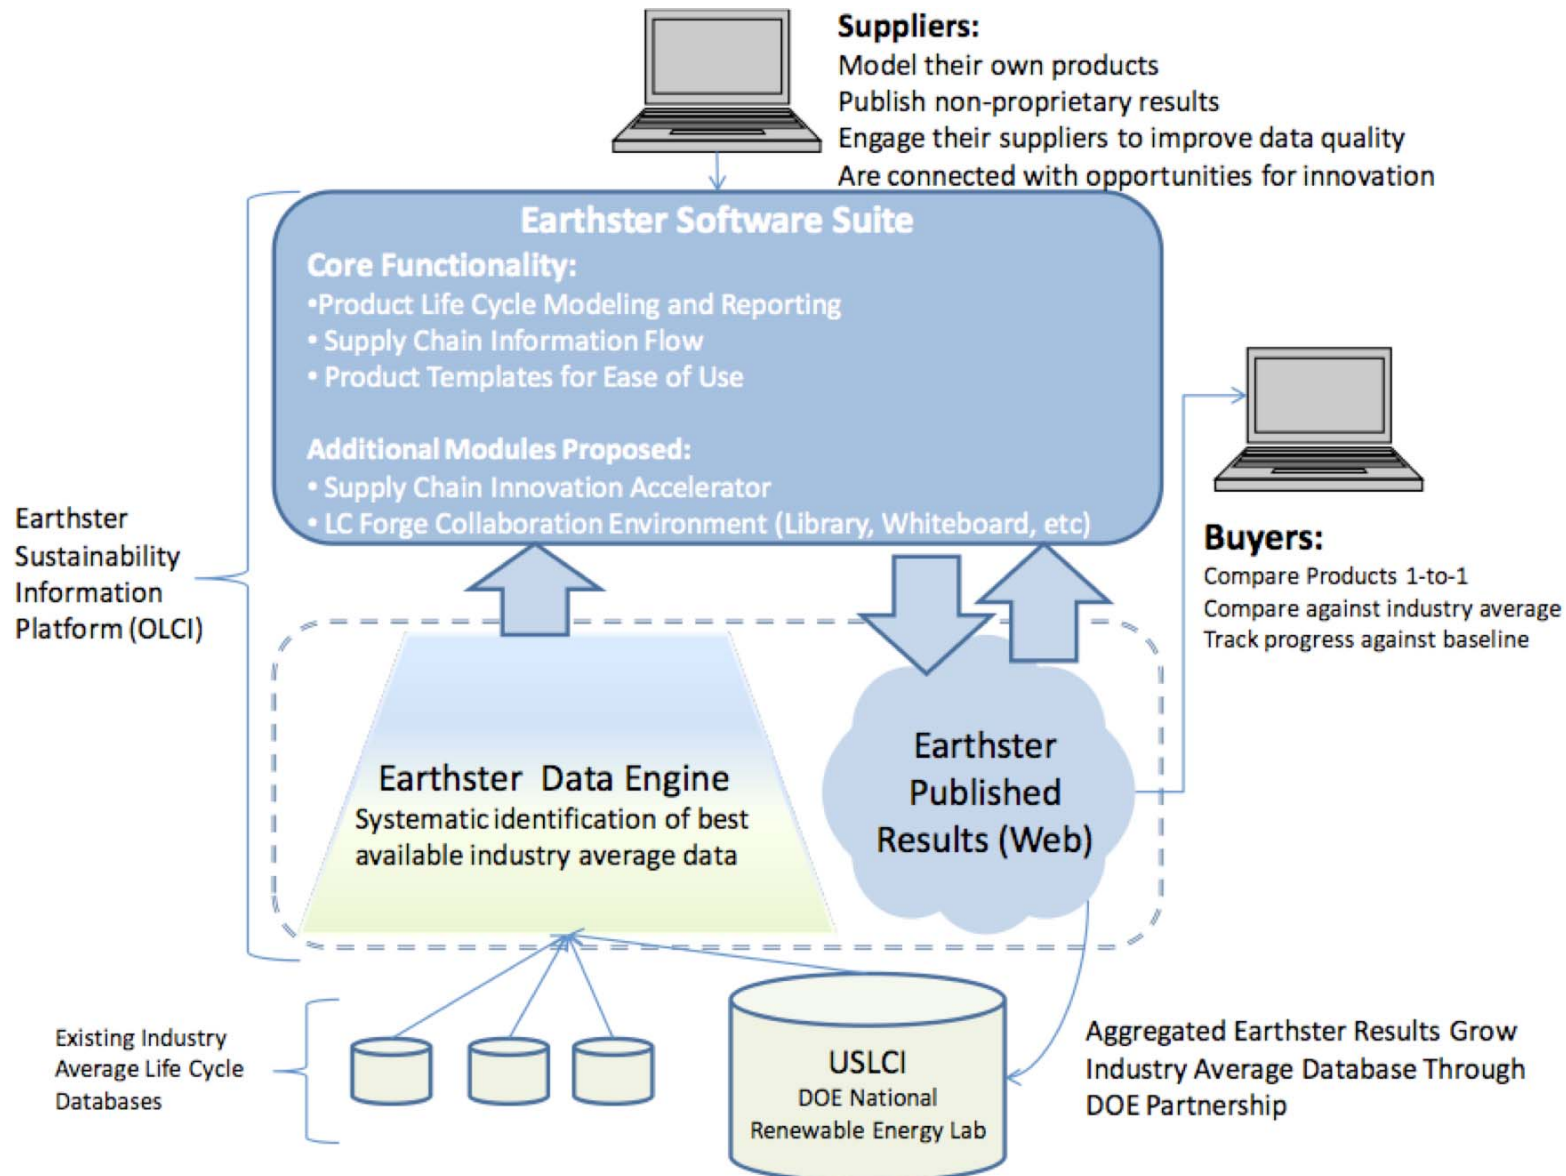 Suppliers:
Model their own products
Publish non-proprietary results
Engage their suppliers to improve data quality
Are connected with opportunities for innovation
Earthster Software Suite
Core Functionality:
•Product Life Cycle Modeling and Reporting
• Supply Chain Information Flow
• Product Templates for Ease of Use
Additional Modules Proposed:
• Supply Chain Innovation Accelerator
• LC Forge Collaboration Environment (Library, Whiteboard, etc)
Earthster
Sustainability
Information
Platform (OLCI)
Buyers:
Compare Products 1-to-1
Compare against industry average
Track progress against baseline
Earthster Data Engine
Systematic identification of best
available industry average data
Earthster
Published
Results (Web)
Existing Industry
Average Life Cycle
Databases
USLCI
DOE National
Renewable Energy Lab
Aggregated Earthster Results Grow
Industry Average Database Through
DOE Partnership